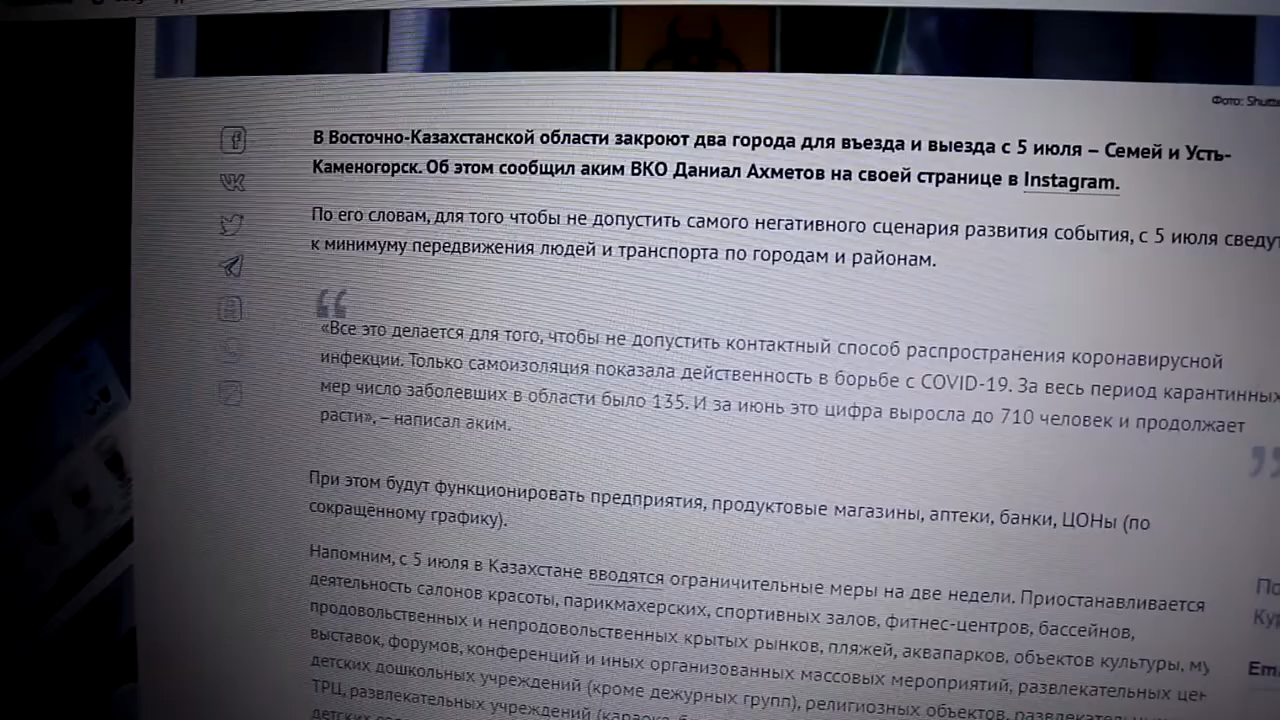 Фото: Shutt
В Восточно-Казахстанской области закроют два города для въезда и выезда с 5 июля – Семей и Усть-
Каменогорск. Об этом сообщил аким ВКО Даниал Ахметов на своей странице в Instagram.
По его словам, для того чтобы не допустить самого негативного сценария развития события, с 5 июля сведут
к минимуму передвижения людей и транспорта по городам и районам.
“
«Все это делается для того, чтобы не допустить контактный способ распространения коронавирусной
инфекции. Только самоизоляция показала действенность в борьбе с COVID-19. За весь период карантинных
мер число заболевших в области было 135. И за июнь это цифра выросла до 710 человек и продолжает
расти», – написал аким.
”
При этом будут функционировать предприятия, продуктовые магазины, аптеки, банки, ЦОНы (по
сокращённому графику).
Напомним, с 5 июля в Казахстане вводятся ограничительные меры на две недели. Приостанавливается
деятельность салонов красоты, парикмахерских, спортивных залов, фитнес-центров, бассейнов,
продовольственных и непродовольственных крытых рынков, пляжей, аквапарков, объектов культуры, му
выставок, форумов, конференций и иных организованных массовых мероприятий, развлекательных цен
детских дошкольных учреждений (кроме дежурных групп), религиозных объектов, развлекательн
ТРЦ, развлекательных учреждений (караоке, б
детских
По
Ку
Em